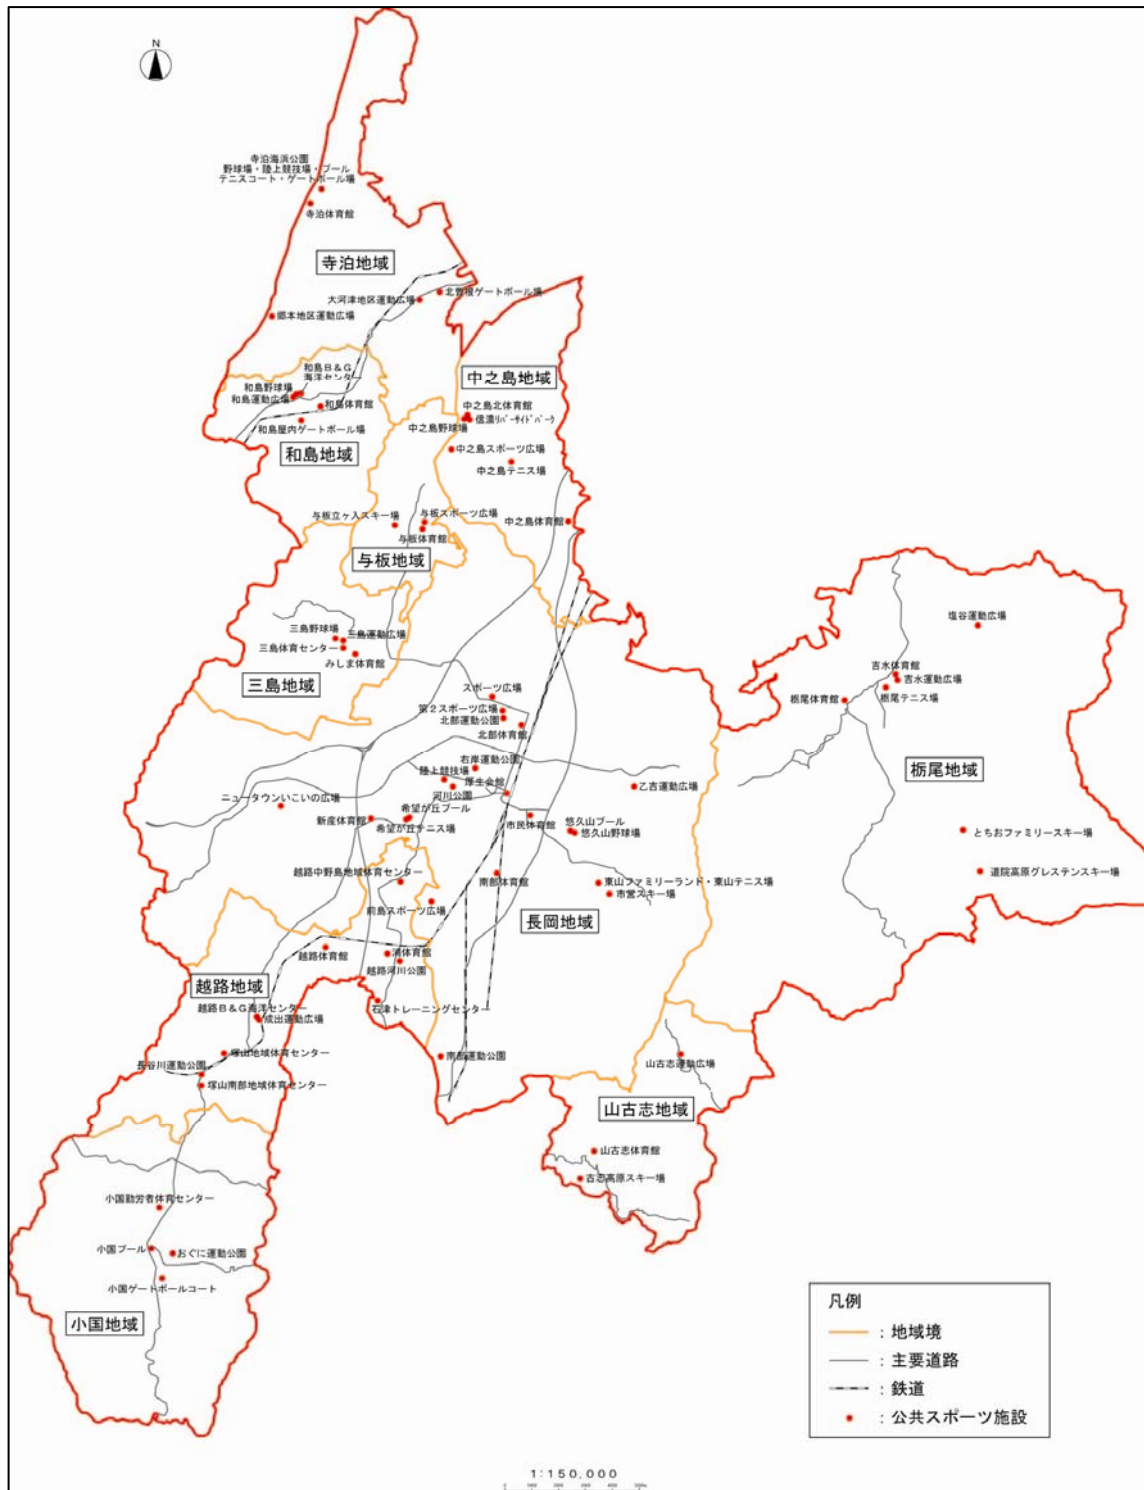 N
寺泊海浜公園
野球場・陸上競技場・プール
テニスコート・ゲートボール場
寺泊体育館
寺泊地域
大河津地区運動広場
北曽根ゲートボール場
郷本地区運動広場
中之島地域
和島B&G
海洋センター
和島野球場
和島運動広場
和島体育館
和島屋内ゲートボール場
和島地域
中之島北体育館
信濃リバーサイドパーク
中之島野球場
中之島スポーツ広場
中之島テニス場
与板立ヶ入スキー場
与板スポーツ広場
与板体育館
中之島体育館
与板地域
三島野球場
三島運動広場
三島体育センター
みしま体育館
三島地域
塩谷運動広場
吉水体育館
吉水運動広場
栃尾体育館
栃尾テニス場
栃尾地域
スポーツ広場
第2スポーツ広場
北部運動公園
北部体育館
右岸運動公園
陸上競技場
厚生会館
河川公園
乙吉運動広場
ニュータウンいこいの広場
新産体育館
希望が丘プール
希望が丘テニス場
市民体育館
悠久山プール
悠久山野球場
とちおファミリースキー場
道院高原グレステンスキー場
越路中野島地域体育センター
南部体育館
東山ファミリーランド・東山テニス場
市営スキー場
前島スポーツ広場
長岡地域
越路体育館
浦体育館
越路河川公園
越路地域
越路B&G海洋センター
成出運動広場
石津トレーニングセンター
塚山地域体育センター
長谷川運動公園
塚山南部地域体育センター
南部運動公園
山古志運動広場
山古志地域
山古志体育館
古志高原スキー場
小国勤労者体育センター
小国プール
おぐに運動公園
小国ゲートボールコート
小国地域
凡例
:地域境
:主要道路
:鉄道
:公共スポーツ施設
1:150,000